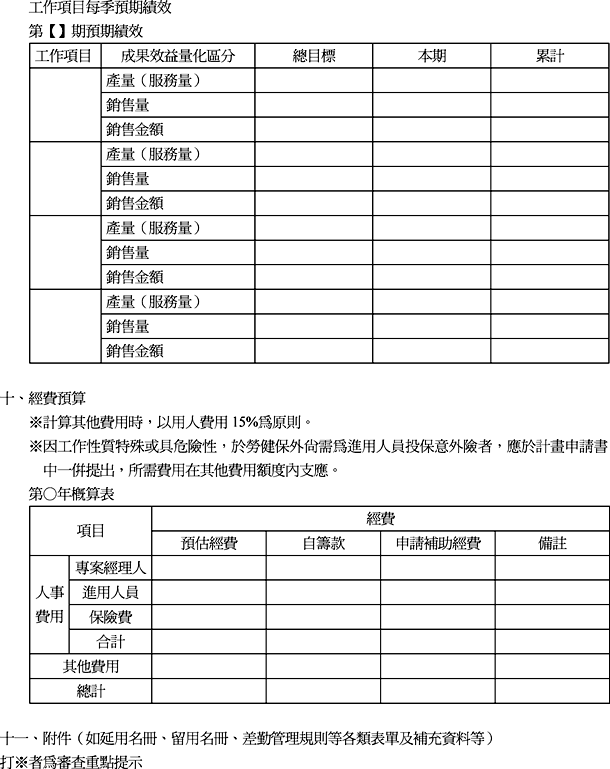 工作項目每季預期績效
第【】期預期績效
工作項目 成果效益量化區分 總目標 本期 累計
產量（服務量）
銷售量
銷售金額
產量（服務量）
銷售量
銷售金額
產量（服務量）
銷售量
銷售金額
產量（服務量）
銷售量
銷售金額
十、經費預算
※計算其他費用時，以用人費用 15%為原則。
※因工作性質特殊或具危險性，於勞健保外尚需為進用人員投保意外險者，應於計畫申請書
中一併提出，所需費用在其他費用額度內支應。
第○年概算表
項目 經費
預估經費 自籌款 申請補助經費 備註
人事
費用
專案經理人
進用人員
保險費
合計
其他費用
總計
十一、附件（如延用名冊、留用名冊、差勤管理規則等各類表單及補充資料等）
打※者為審查重點提示